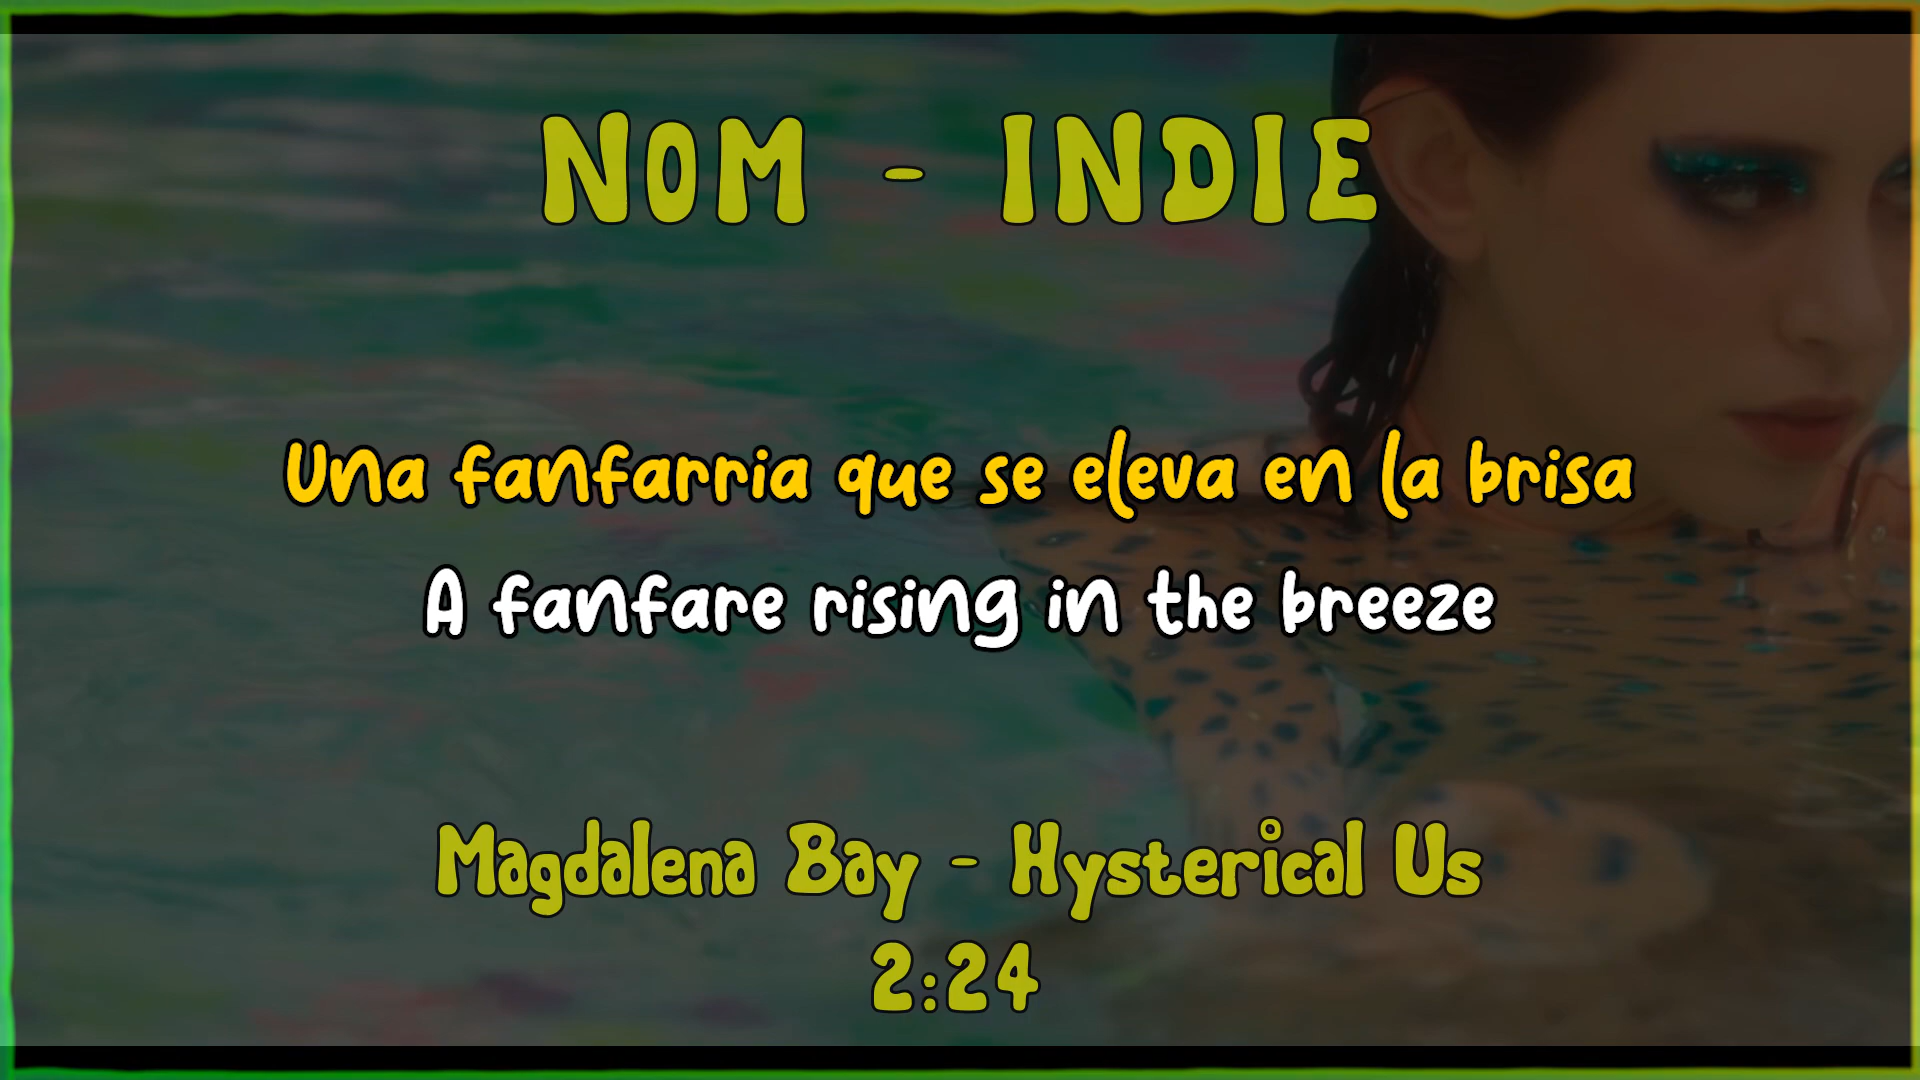 NOM - INDIE
Una fanfarria que se eleva en la brisa
A fanfare rising in the breeze
Magdalena Bay - Hysterical Us
2:24